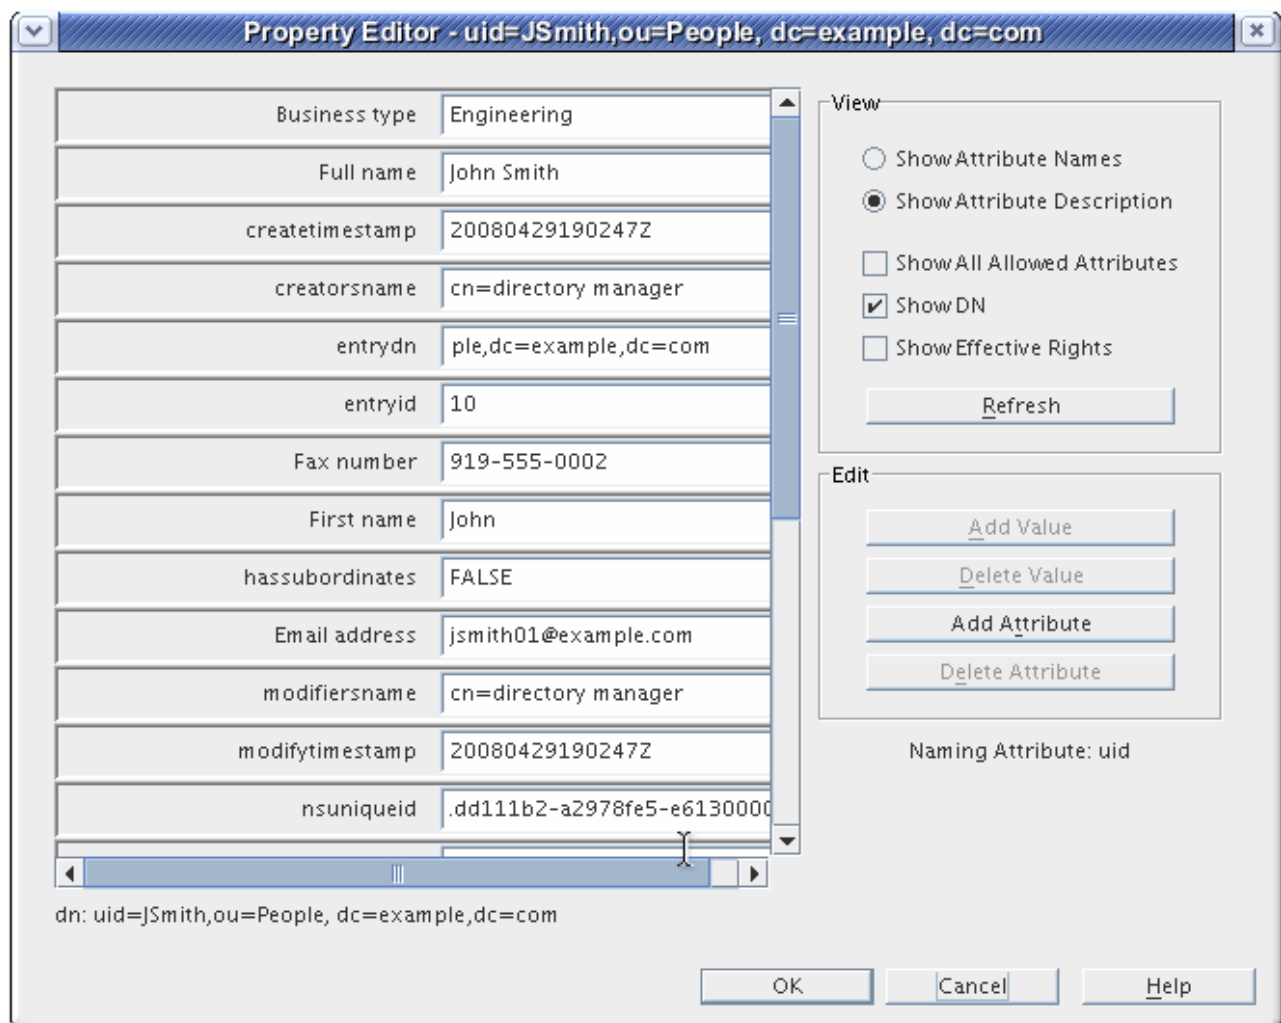 Property Editor - uid=JSmith,ou=People, dc=example, dc=com
Business type Engineering
Full name John Smith
createtimestamp 20080429190247Z
creatorsname cn=directory manager
entrydn ple,dc=example,dc=com
entryid 10
Fax number 919-555-0002
First name John
hassubordinates FALSE
Email address jsmith01@example.com
modifiersname cn=directory manager
modifytimestamp 20080429190247Z
nsuniqueid .dd111b2-a2978fe5-e6130000
dn: uid=JSmith,ou=People, dc=example,dc=com
View
Show Attribute Names
Show Attribute Description
Show All Allowed Attributes
Show DN
Show Effective Rights
Refresh
Edit
Add Value
Delete Value
Add Attribute
Delete Attribute
Naming Attribute: uid
OK Cancel Help